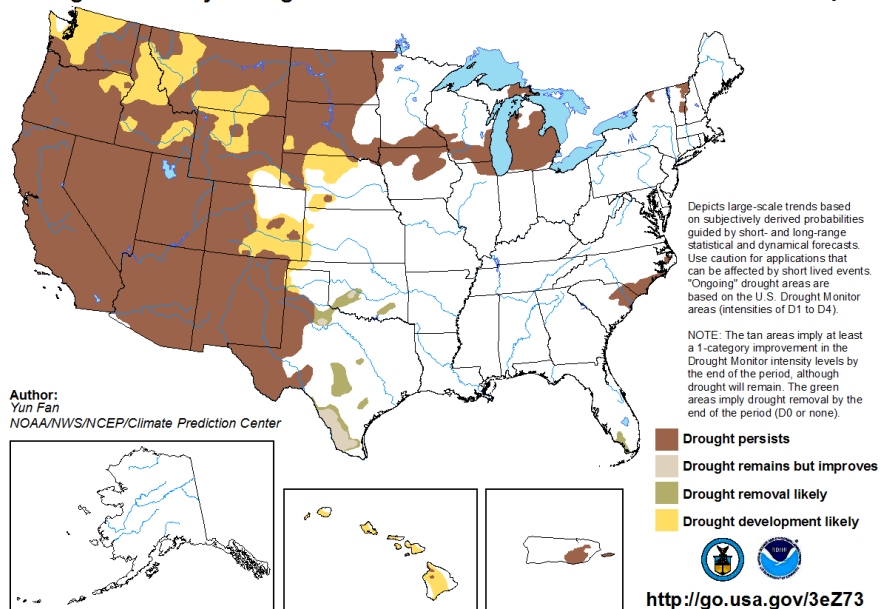 Depicts large-scale trends based
on subjectively derived probabilities
guided by short- and long-range
statistical and dynamical forecasts.
Use caution for applications that
can be affected by short lived events.
"Ongoing" drought areas are
based on the U.S. Drought Monitor
areas (intensities of D1 to D4).
NOTE: The tan areas imply at least
a 1-category improvement in the
Drought Monitor intensity levels by
the end of the period, although
drought will remain. The green
areas imply drought removal by the
end of the period (D0 or none).
Author:
Yun Fan
NOAA/NWS/NCEP/Climate Prediction Center
Drought persists
Drought remains but improves
Drought removal likely
Drought development likely
http://go.usa.gov/3eZ73